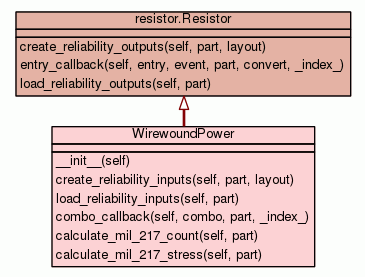 resistor.Resistor
create_reliability_outputs(self, part, layout)
entry_callback(self, entry, event, part, convert, _index_)
load_reliability_outputs(self, part)
WirewoundPower
__init__(self)
create_reliability_inputs(self, part, layout)
load_reliability_inputs(self, part)
combo_callback(self, combo, part, _index_)
calculate_mil_217_count(self, part)
calculate_mil_217_stress(self, part)